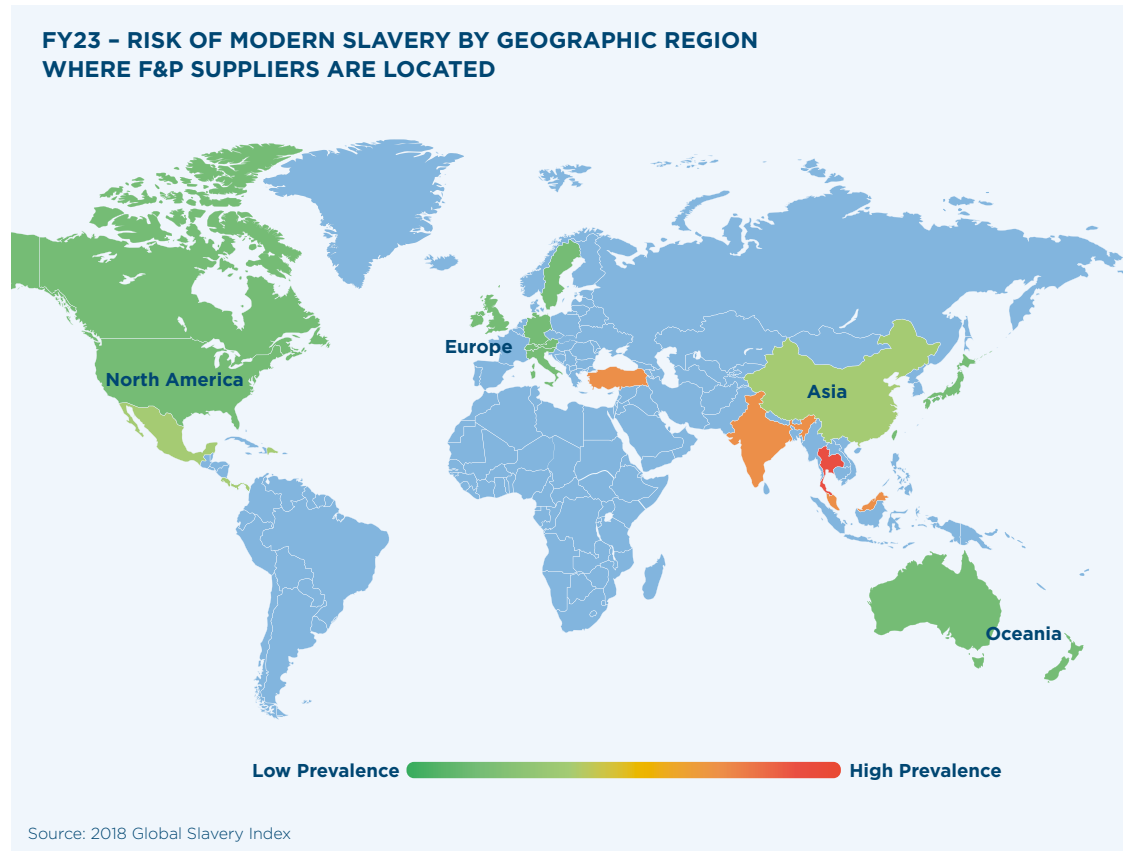 FY23 – RISK OF MODERN SLAVERY BY GEOGRAPHIC REGION
WHERE F&P SUPPLIERS ARE LOCATED
Europe
North America
Asia
Oceania
Low Prevalence
High Prevalence
Source: 2018 Global Slavery Index